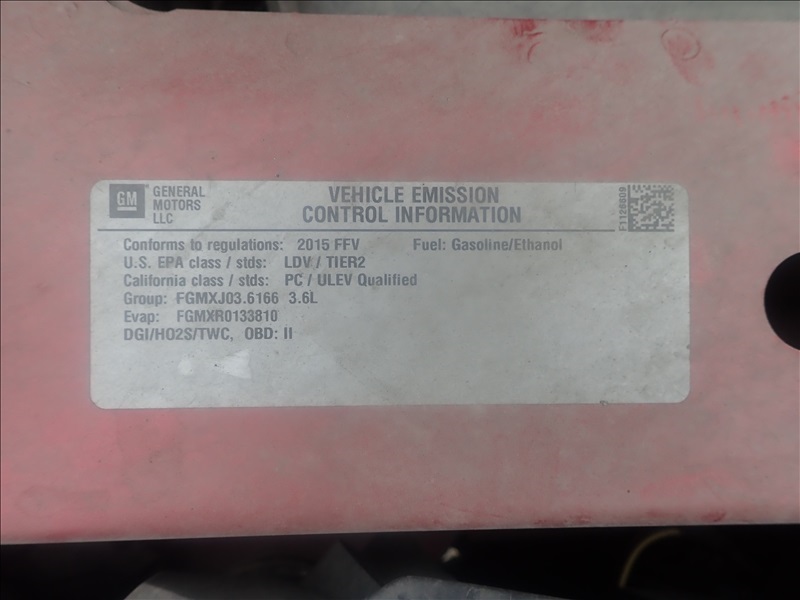 GM
GENERAL
MOTORS
LLC
VEHICLE EMISSION
CONTROL INFORMATION
Conforms to regulations: 2015 FFV Fuel: Gasoline/Ethanol
U.S. EPA class / stds: LDV / TIER2
California class / stds: PC / ULEV Qualified
Group: FGMXJ03.6166 3.6L
Evap: FGMXR0133810
DGI/HO2S/TWC, OBD: II